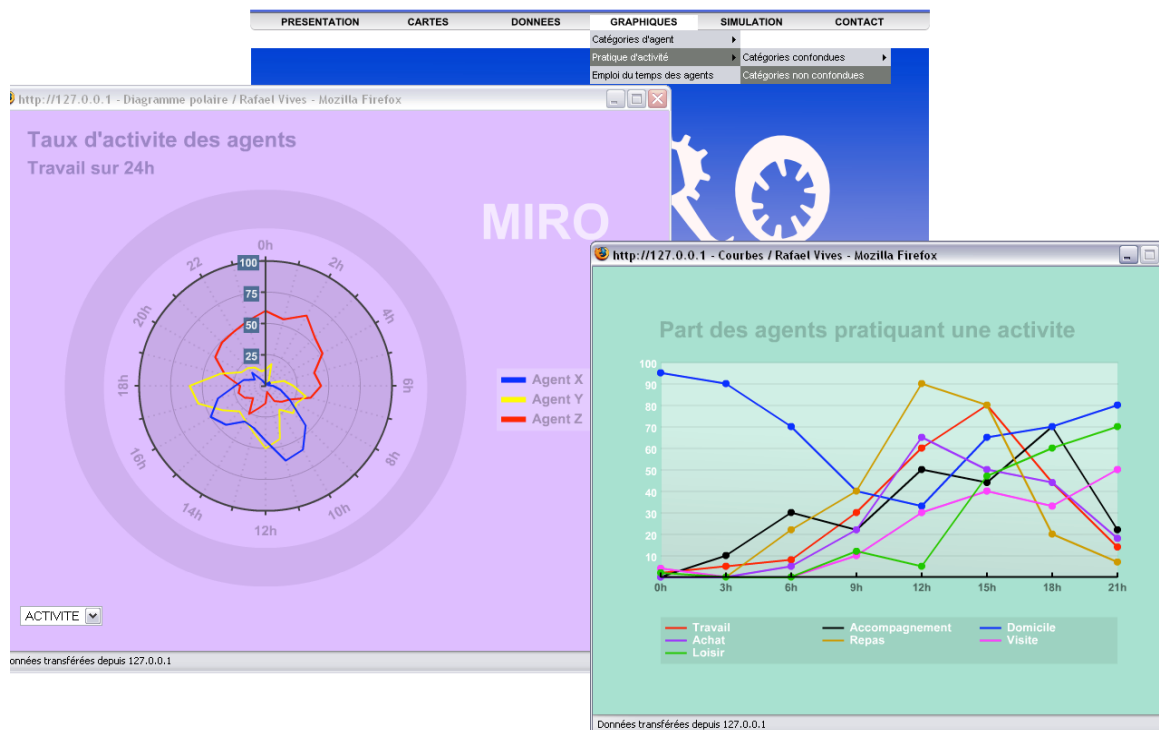 PRESENTATION CARTES DONNEES GRAPHIQUES SIMULATION CONTACT
Catégories d'agent
Pratique d'activité
Catégories confondues
Emploi du temps des agents
Catégories non confondues
http://127.0.0.1 - Diagramme polaire / Rafael Vives - Mozilla Firefox
Taux d'activite des agents
Travail sur 24h
MIRO
RO
0h
2h
4h
6h
8h
10h
12h
14h
16h
18h
20h
22
100
75
50
25
Agent X
Agent Y
Agent Z
ACTIVITE
onnées transférées depuis 127.0.0.1
http://127.0.0.1 - Courbes / Rafael Vives - Mozilla Firefox
Part des agents pratiquant une activite
100
90
80
70
60
50
40
30
20
10
0h 3h 6h 9h 12h 15h 18h 21h
Travail Accompagnement Domicile
Achat Repas Visite
Loisir
Données transférées depuis 127.0.0.1